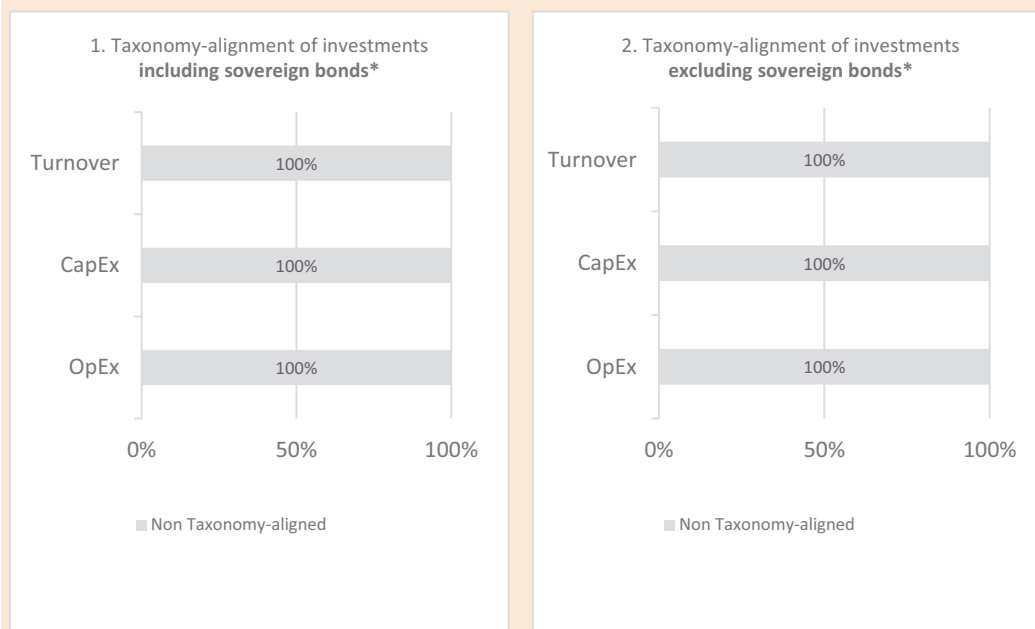 1. Taxonomy-alignment of investments
including sovereign bonds*
Turnover
100%
CapEx
100%
OpEx
100%
0%
50%
100%
Non Taxonomy-aligned
2. Taxonomy-alignment of investments
excluding sovereign bonds*
Turnover
100%
CapEx
100%
OpEx
100%
0%
50%
100%
Non Taxonomy-aligned